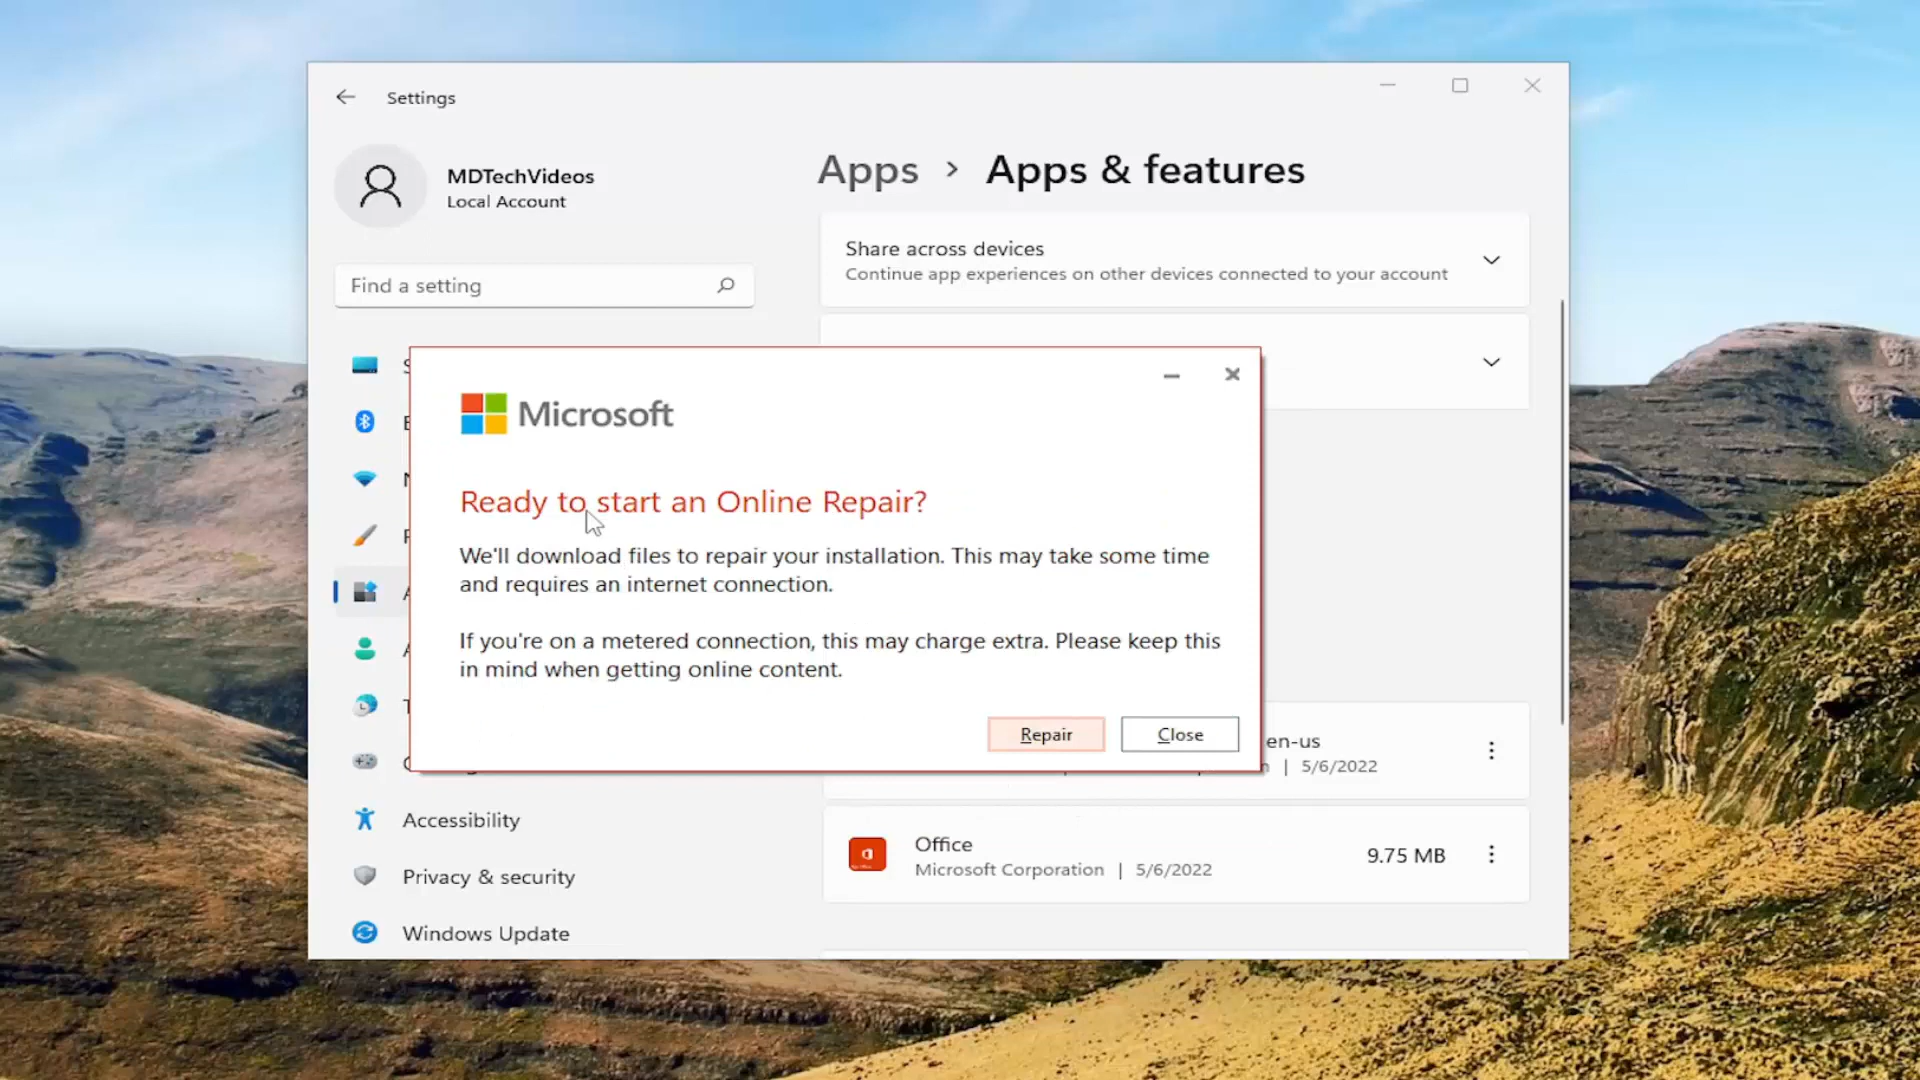 Settings
MDTechVideos
Local Account
Find a setting
Apps > Apps & features
Share across devices
Continue app experiences on other devices connected to your account
Microsoft
Ready to start an Online Repair?
We'll download files to repair your installation. This may take some time
and requires an internet connection.
If you're on a metered connection, this may charge extra. Please keep this
in mind when getting online content.
Repair
Close
en-us
| 5/6/2022
Office
Microsoft Corporation | 5/6/2022
9.75 MB
Accessibility
Privacy & security
Windows Update